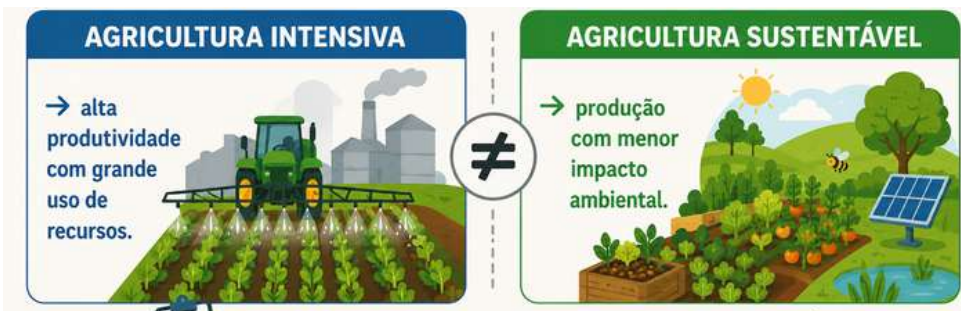 AGRICULTURA INTENSIVA
→ alta
produtividade
com grande
uso de
recursos.
≠
AGRICULTURA SUSTENTÁVEL
→ produção
com menor
impacto
ambiental.